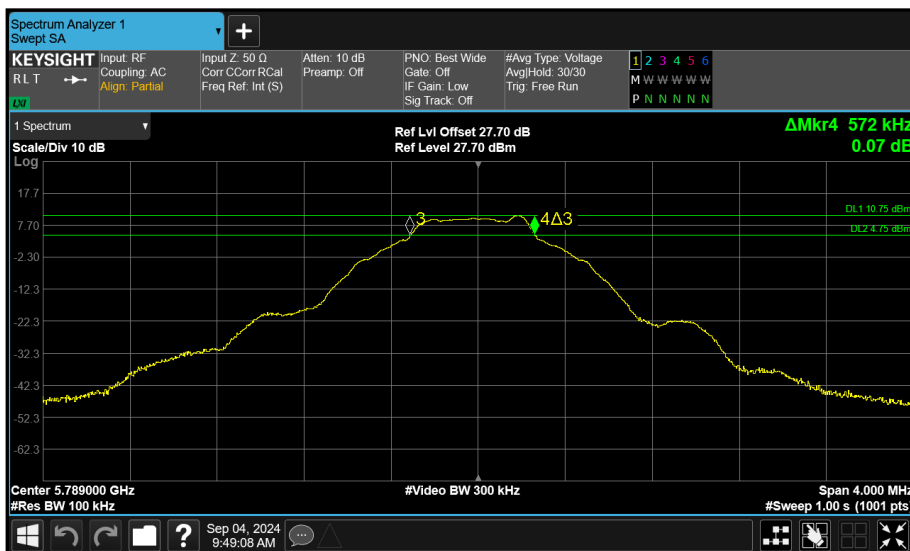 Spectrum Analyzer 1
Swept SA
KEYSIGHT
RLT
LXI
Input: RF
Coupling: AC
Align: Partial
Input Z: 50 Ω
Corr CCorr RCal
Freq Ref: Int (S)
Atten: 10 dB
Preamp: Off
PNO: Best Wide
Gate: Off
IF Gain: Low
Sig Track: Off
#Avg Type: Voltage
Avg|Hold: 30/30
Trig: Free Run
1 2 3 4 5 6
M W W W W W
P N N N N N
1 Spectrum
Scale/Div 10 dB
Log
Ref Lvl Offset 27.70 dB
Ref Level 27.70 dBm
ΔMkr4 572 kHz
0.07 dB
17.7
7.70
-2.30
-12.3
-22.3
-32.3
-42.3
-52.3
-62.3
3
4Δ3
DL1 10.75 dBm
DL2 4.75 dBm
Center 5.789000 GHz
#Res BW 100 kHz
#Video BW 300 kHz
Span 4.000 MHz
#Sweep 1.00 s (1001 pts)
?
Sep 04, 2024
9:49:08 AM